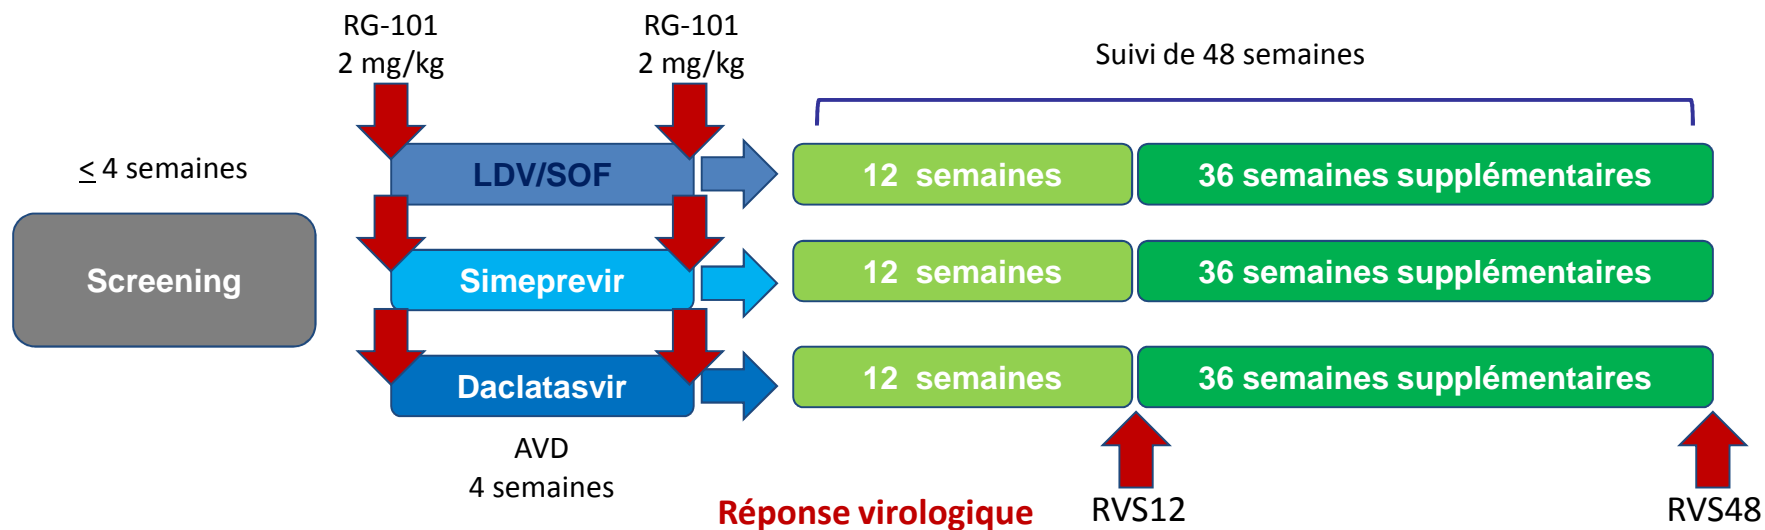 RG-101
2 mg/kg
RG-101
2 mg/kg
Suivi de 48 semaines
≤ 4 semaines
Screening
LDV/SOF
12 semaines
36 semaines supplémentaires
Simeprevir
12 semaines
36 semaines supplémentaires
Daclatasvir
12 semaines
36 semaines supplémentaires
AVD
4 semaines
Réponse virologique
RVS12
RVS48